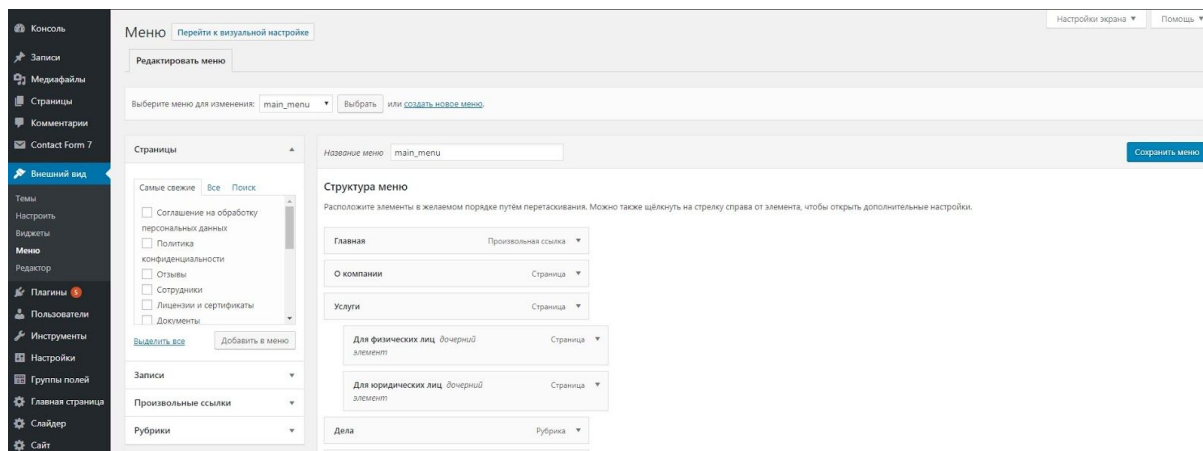 Настройки экрана ▼ Помощь ▼
Консоль
Записи
Медиафайлы
Страницы
Комментарии
Contact Form 7
Внешний вид
Темы
Настроить
Виджеты
Меню
Редактор
Плагины 5
Пользователи
Инструменты
Настройки
Группы полей
Главная страница
Слайдер
Сайт
Меню Перейти к визуальной настройке
Редактировать меню
Выберите меню для изменения: main_menu ▼ Выбрать или создать новое меню.
Страницы
Самые свежие Все Поиск
Соглашение на обработку
персональных данных
Политика
конфиденциальности
Отзывы
Сотрудники
Лицензии и сертификаты
Документы
Выделить все Добавить в меню
Записи
Произвольные ссылки
Рубрики
Название меню main_menu Сохранить меню
Структура меню
Расположите элементы в желаемом порядке путём перетаскивания. Можно также щёлкнуть на стрелку справа от элемента, чтобы открыть дополнительные настройки.
Главная Произвольная ссылка ▼
О компании Страница ▼
Услуги Страница ▼
Для физических лиц дочерний Страница ▼
элемент
Для юридических лиц дочерний Страница ▼
элемент
Дела Рубрика ▼